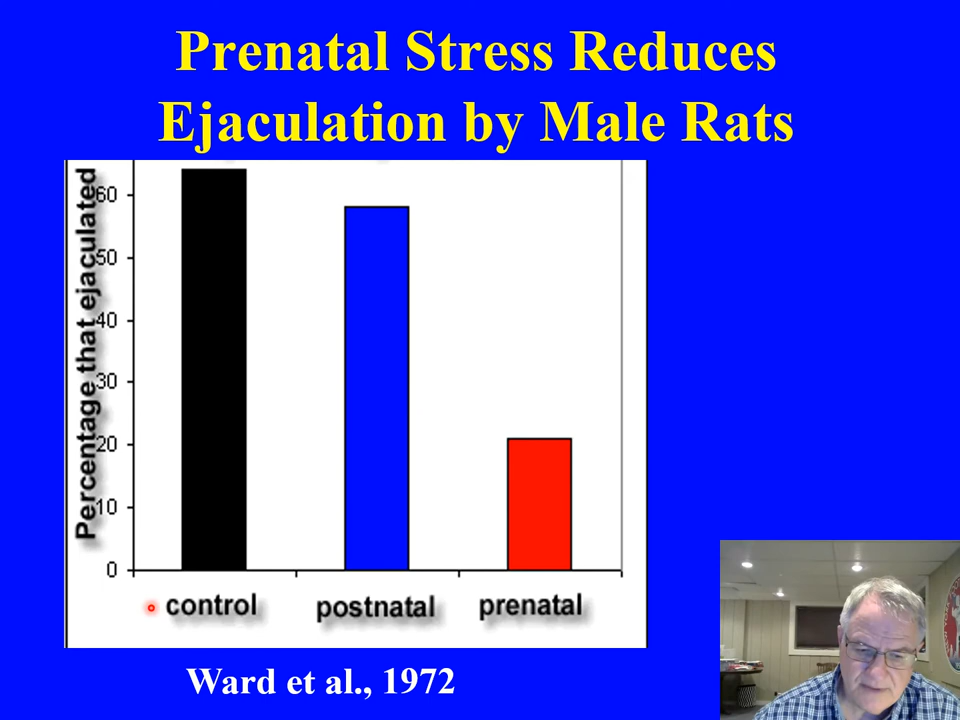 Prenatal Stress Reduces
Ejaculation by Male Rats
Percentage that ejaculated
60
50
40
30
20
10
0
control
postnatal
prenatal
Ward et al., 1972